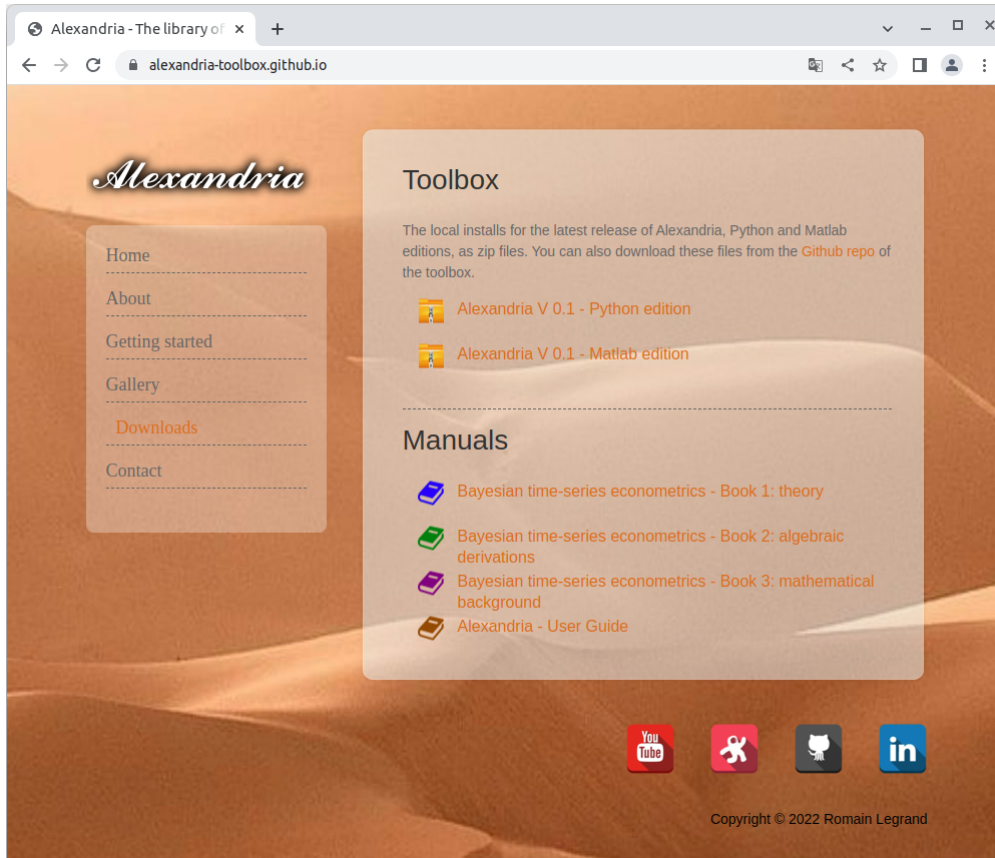 Alexandria - The library of
alexandria-toolbox.github.io
Alexandria
Home
About
Getting started
Gallery
Downloads
Contact
Toolbox
The local installs for the latest release of Alexandria, Python and Matlab
editions, as zip files. You can also download these files from the Github repo of
the toolbox.
Alexandria V 0.1 - Python edition
Alexandria V 0.1 - Matlab edition
Manuals
Bayesian time-series econometrics - Book 1: theory
Bayesian time-series econometrics - Book 2: algebraic
derivations
Bayesian time-series econometrics - Book 3: mathematical
background
Alexandria - User Guide
You
Tube
in
Copyright © 2022 Romain Legrand